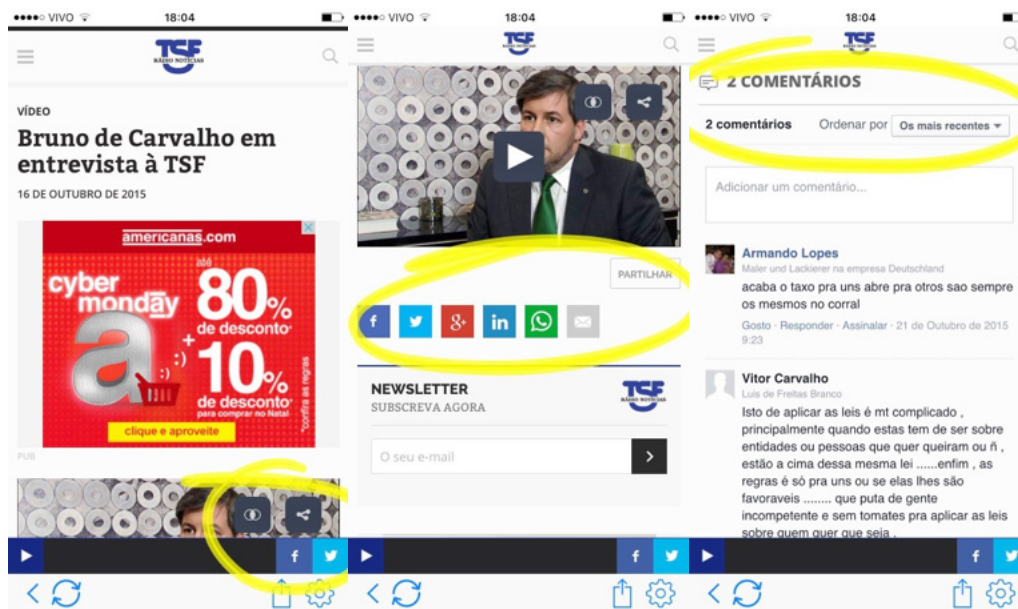 VIVO 18:04
TSF
RÁDIO NOTÍCIAS
VÍDEO
Bruno de Carvalho em
entrevista à TSF
16 DE OUTUBRO DE 2015
americanas.com
cyber
monday
a
até
80%
de desconto*
+
10%
de desconto*
para comprar no Natal
:)
:)
*confira as regras
clique e aproveite
PUB
f
VIVO 18:04
TSF
RÁDIO NOTÍCIAS
PARTILHAR
f
g+
in
NEWSLETTER
SUBSCREVA AGORA
TSF
RÁDIO NOTÍCIAS
O seu e-mail
f
VIVO 18:04
TSF
RÁDIO NOTÍCIAS
2 COMENTÁRIOS
2 comentários Ordenar por Os mais recentes
Adicionar um comentário...
Armando Lopes
Maler und Lackierer na empresa Deutschland
acaba o taxo pra uns abre pra otros sao sempre
os mesmos no corral
Gosto · Responder · Assinalar · 21 de Outubro de 2015
9:23
Vitor Carvalho
Luis de Freitas Branco
Isto de aplicar as leis é mt complicado ,
principalmente quando estas tem de ser sobre
entidades ou pessoas que quer queiram ou ñ ,
estão a cima dessa mesma lei ......enfim , as
regras é só pra uns ou se elas lhes são
favoraveis ........ que puta de gente
incompetente e sem tomates pra aplicar as leis
sobre quem quer que seja .
f